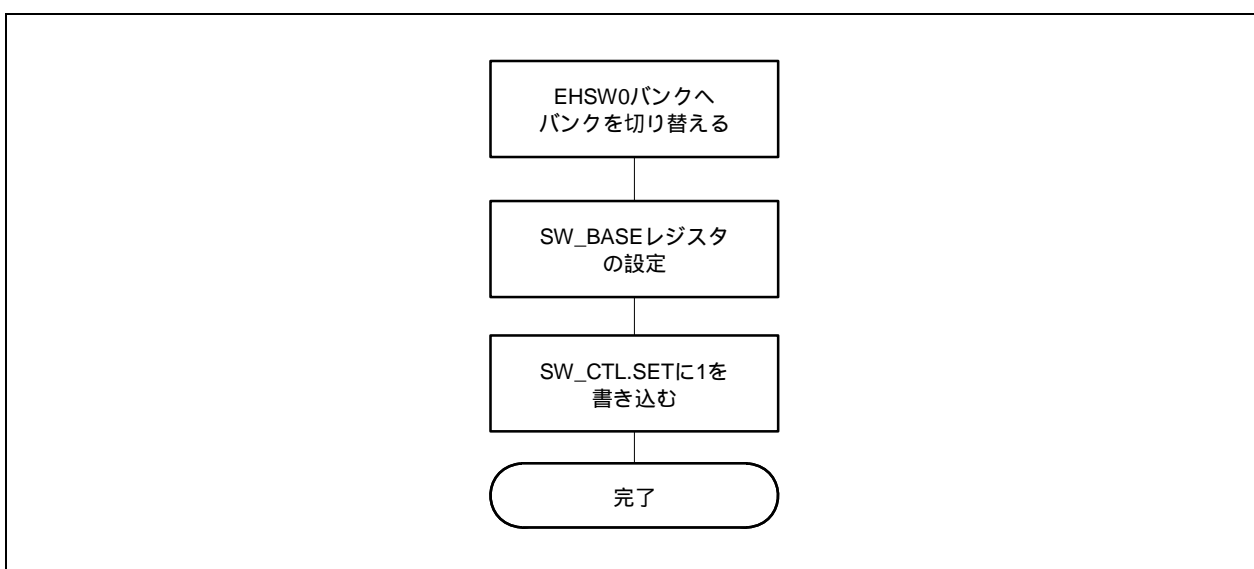 EHSW0バンクへ
バンクを切り替える
SW_BASEレジスタ
の設定
SW_CTL.SETに1を
書き込む
完了